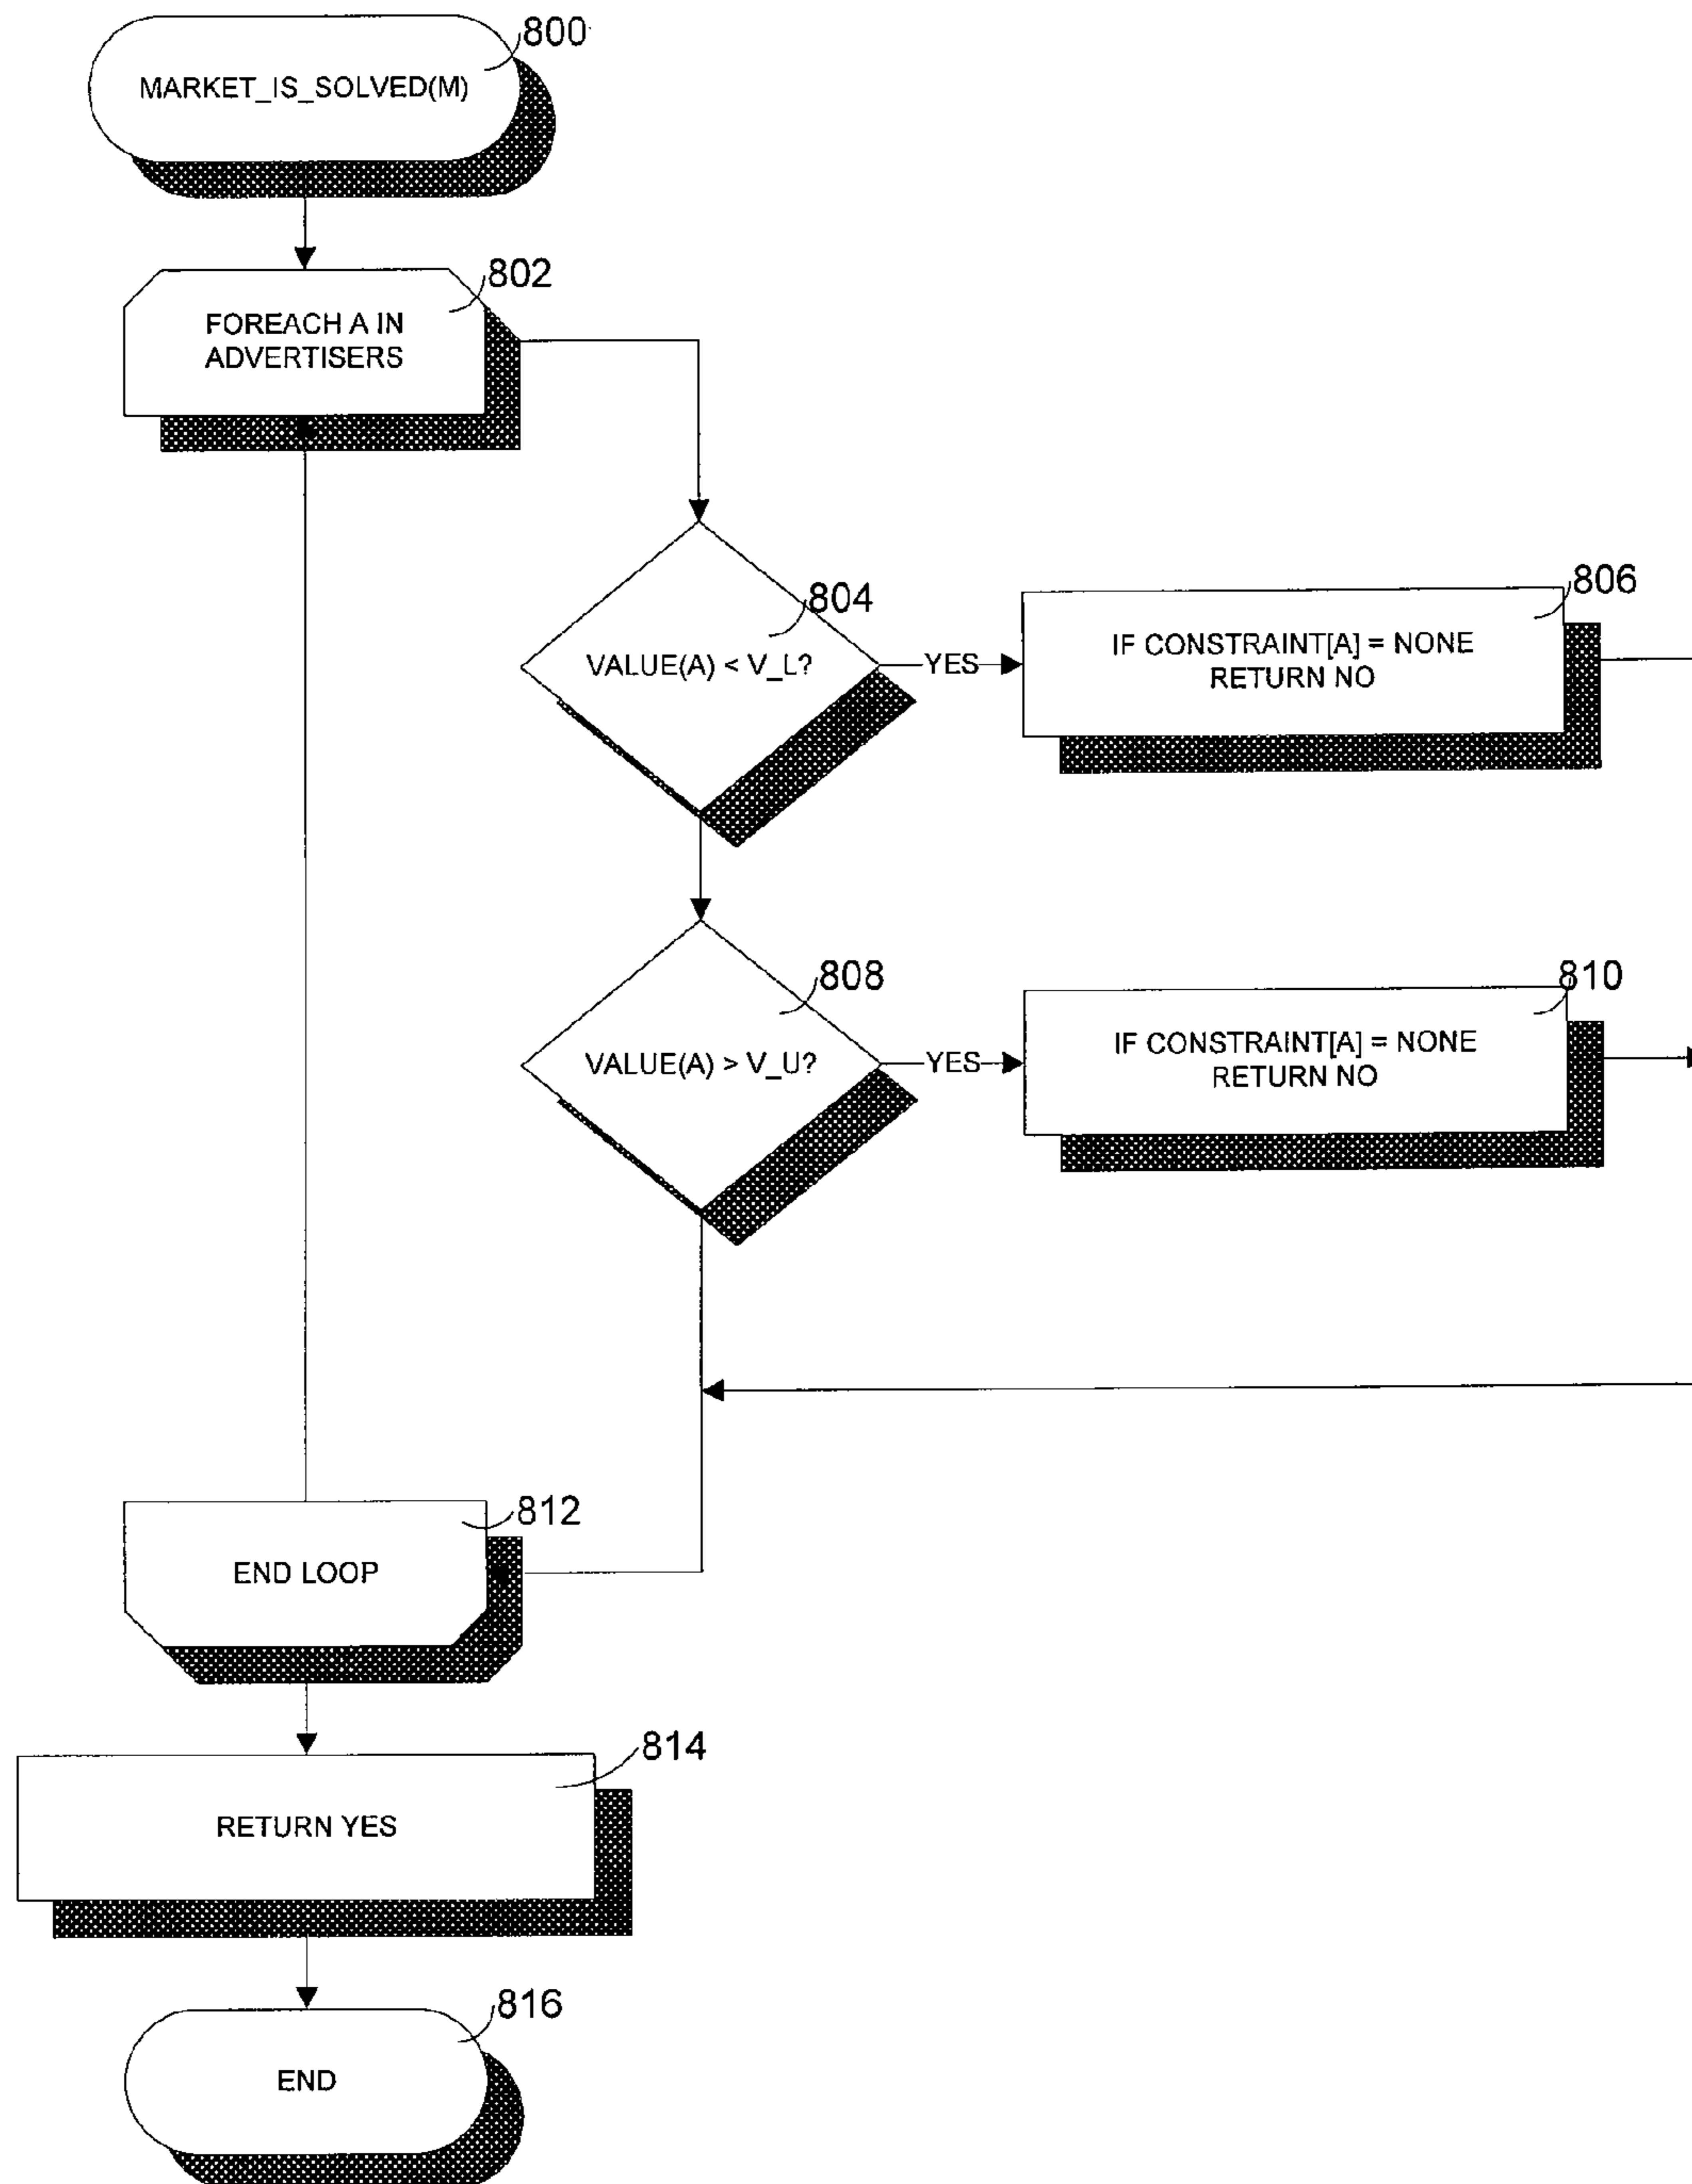 800
MARKET_IS_SOLVED(M)
802
FOREACH A IN
ADVERTISERS
804
VALUE(A) < V_L?
YES
806
IF CONSTRAINT[A] = NONE
RETURN NO
808
VALUE(A) > V_U?
YES
810
IF CONSTRAINT[A] = NONE
RETURN NO
812
END LOOP
814
RETURN YES
816
END